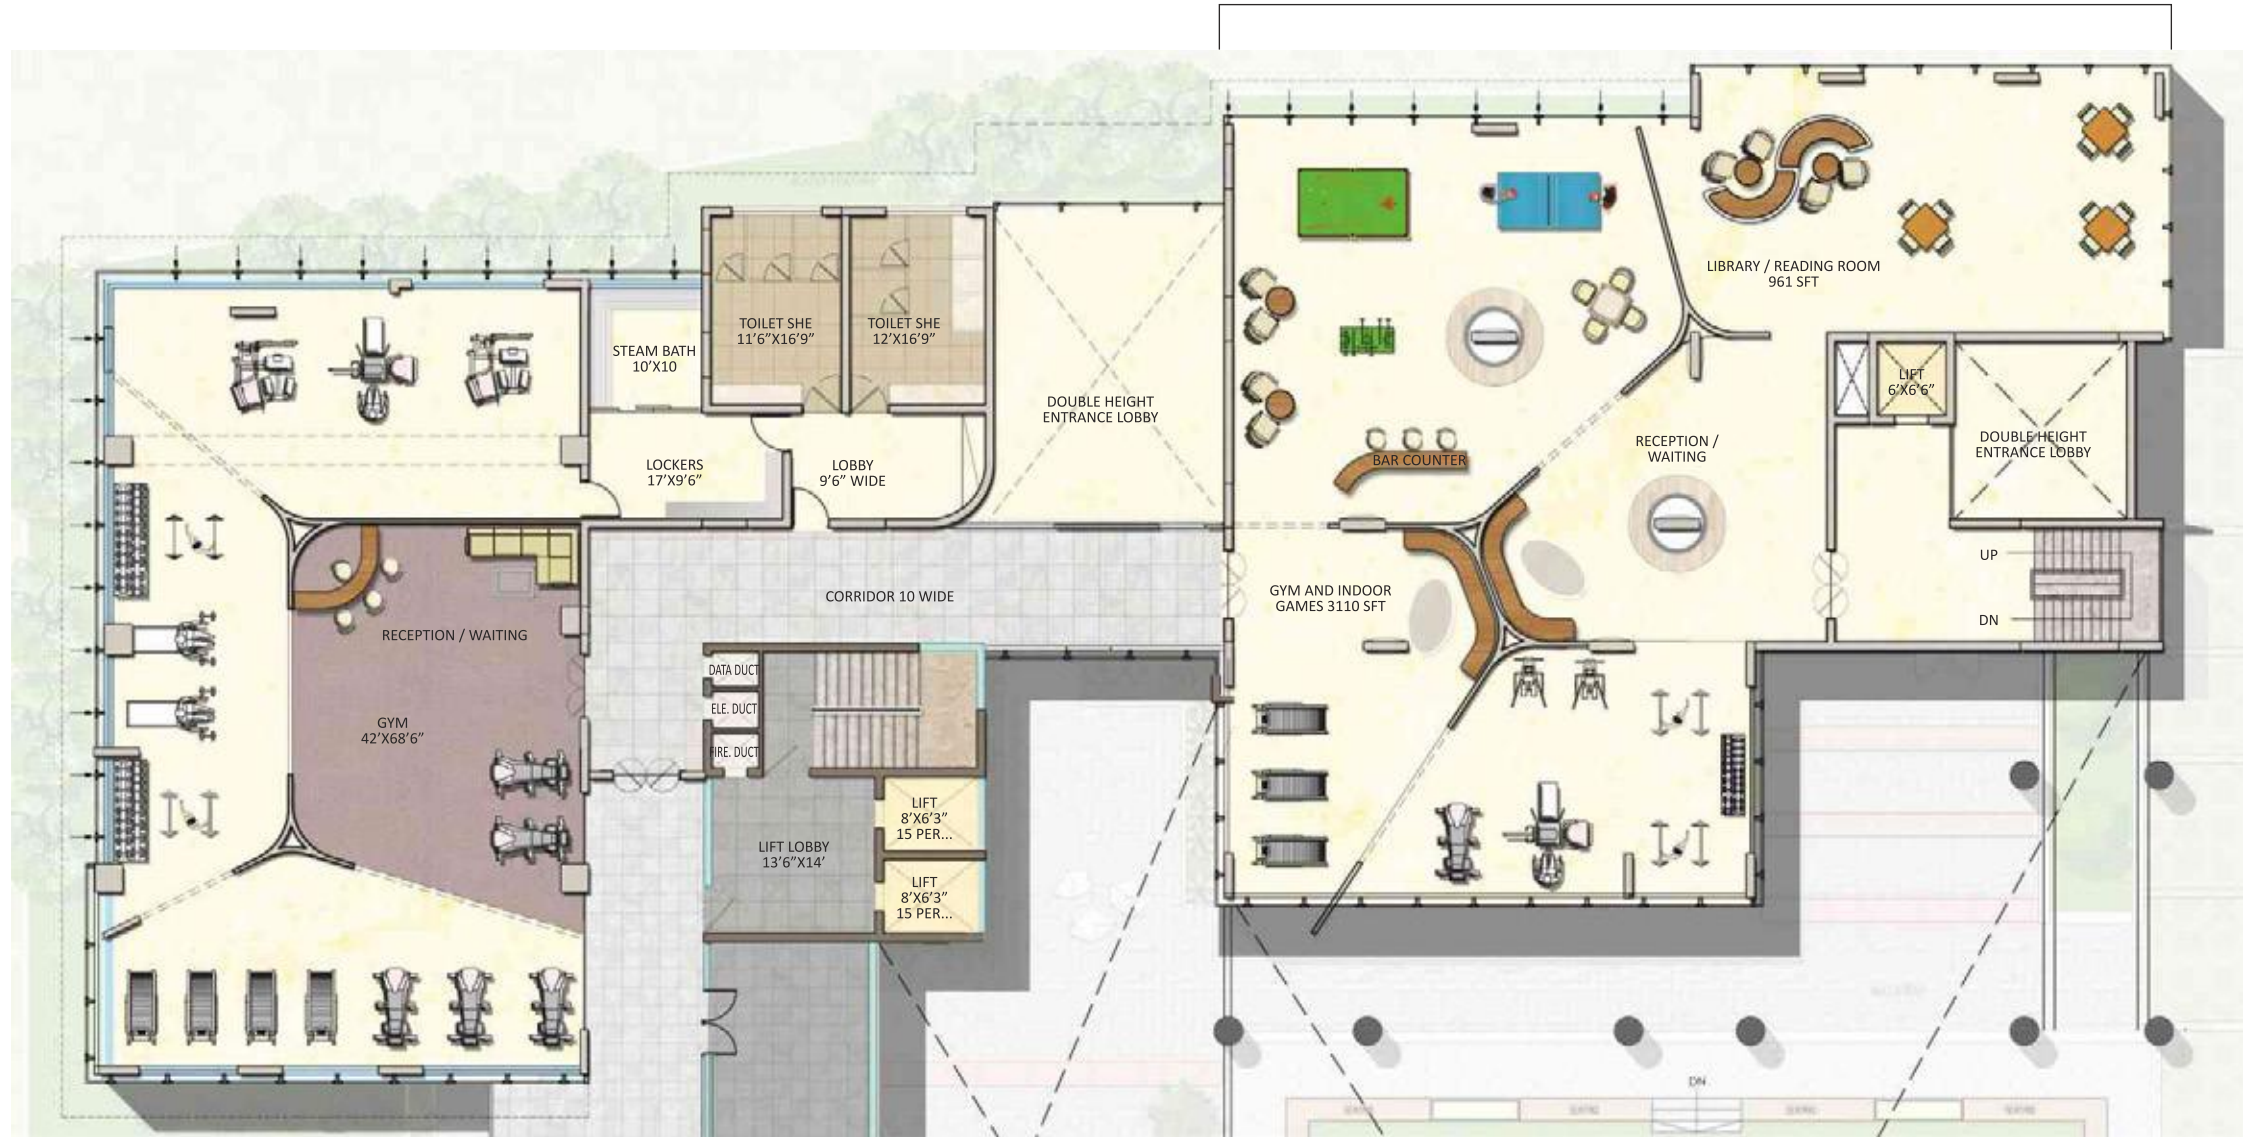 LIBRARY / READING ROOM
961 SFT
TOILET SHE
11'6"X16'9"
TOILET SHE
12'X16'9"
STEAM BATH
10'X10
DOUBLE HEIGHT
ENTRANCE LOBBY
LIFT
6'X6'6"
LOCKERS
17'X9'6"
LOBBY
9'6" WIDE
BAR COUNTER
RECEPTION /
WAITING
DOUBLE HEIGHT
ENTRANCE LOBBY
CORRIDOR 10 WIDE
GYM AND INDOOR
GAMES 3110 SFT
UP
DN
RECEPTION / WAITING
GYM
42'X68'6"
DATA DUCT
ELE. DUCT
FIRE. DUCT
LIFT
8'X6'3"
15 PER...
LIFT LOBBY
13'6"X14'
LIFT
8'X6'3"
15 PER...
DN